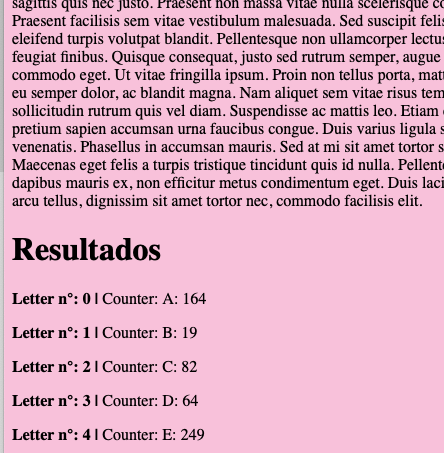 sagittis quis nec justo. Praesent non massa vitae nulla scelerisque
Praesent facilisis sem vitae vestibulum malesuada. Sed suscipit
eleifend turpis volutpat blandit. Pellentesque non ullamcorper
feugiat finibus. Quisque consequat, justo sed rutrum semper, augue
commodo eget. Ut vitae fringilla ipsum. Proin non tellus porta,
eu semper dolor, ac blandit magna. Nam aliquet sem vitae risus
sollicitudin rutrum quis vel diam. Suspendisse ac mattis leo. Etiam
pretium sapien accumsan urna faucibus congue. Duis varius ligula
venenatis. Phasellus in accumsan mauris. Sed at mi sit amet tortor
Maecenas eget felis a turpis tristique tincidunt quis id nulla.
dapibus mauris ex, non efficitur metus condimentum eget. Duis
arcu tellus, dignissim sit amet tortor nec, commodo facilisis elit.
Resultados
Letter n°: 0 | Counter: A: 164
Letter n°: 1 | Counter: B: 19
Letter n°: 2 | Counter: C: 82
Letter n°: 3 | Counter: D: 64
Letter n°: 4 | Counter: E: 249